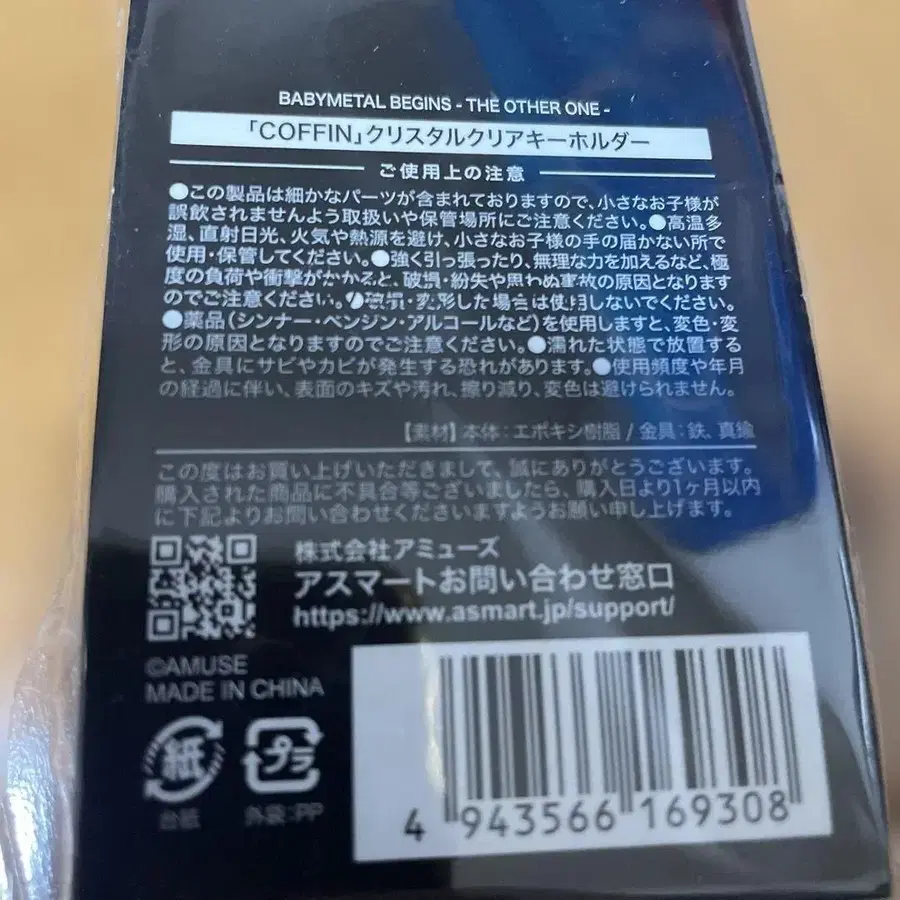 BABYMETAL BEGINS - THE OTHER ONE -
「COFFIN」クリスタルクリアキーホルダー
ご使用上の注意
●この製品は細かなパーツが含まれておりますので、小さなお子様が
誤飲されませんよう取扱いや保管場所にご注意ください。●高温多
湿、直射日光、火気や熱源を避け、小さなお子様の手の届かない所で
使用・保管してください。●強く引っ張ったり、無理な力を加えるなど、極
度の負荷や衝撃がかかると、破損・紛失や思わぬ事故の原因となります
のでご注意ください。●破損・変形した場合は使用しないでください。
●薬品（シンナー・ベンジン・アルコールなど）を使用しますと、変色・変
形の原因となりますのでご注意ください。●濡れた状態で放置する
と、金具にサビやカビが発生する恐れがあります。●使用頻度や年月
の経過に伴い、表面のキズや汚れ、擦り減り、変色は避けられません。
【素材】本体：エポキシ樹脂 / 金具：鉄、真鍮
この度はお買い上げいただきまして、誠にありがとうございます。
購入された商品に不具合等ございましたら、購入日より1ヶ月以内
に下記よりお問い合わせくださいますようお願い申し上げます。
株式会社アミューズ
アスマートお問い合わせ窓口
https://www.asmart.jp/support/
©AMUSE
MADE IN CHINA
紙
プラ
台紙
外袋:PP
4 943566 169308